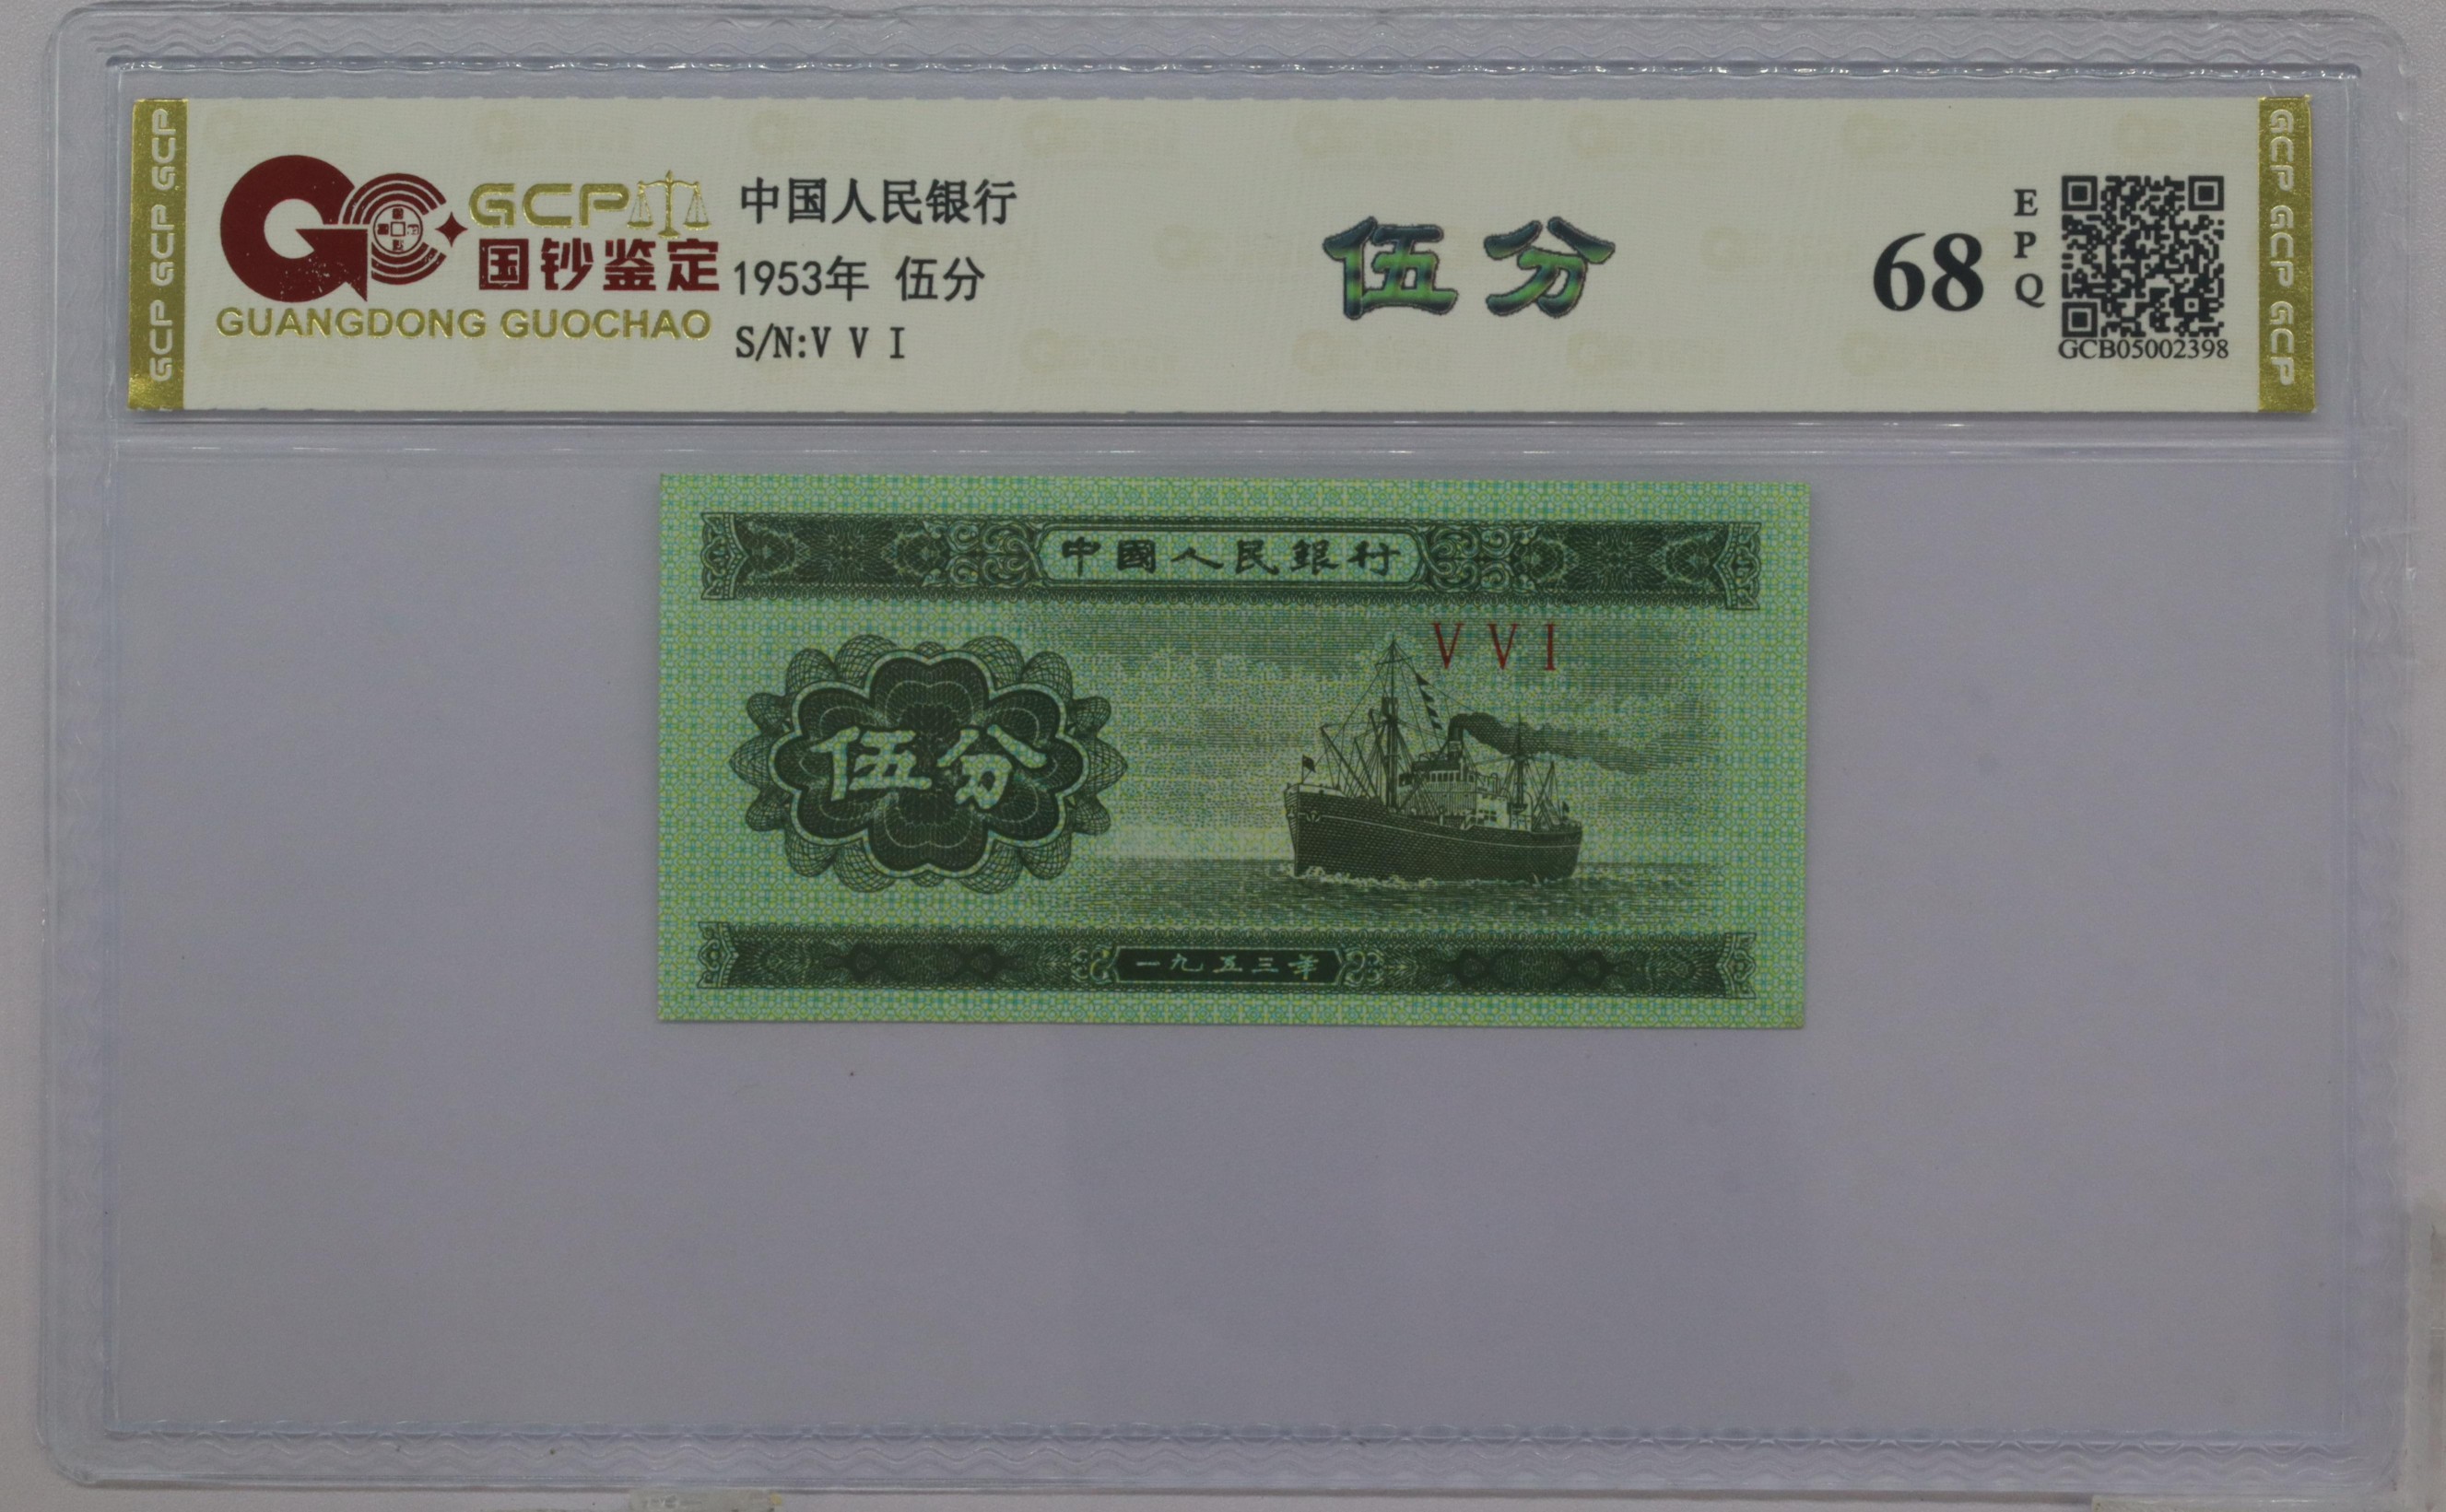 GCP GCP GCP
GCP
国钞鉴定
GUANGDONG GUOCHAO
中国人民银行
1953年 伍分
S/N:V V I
伍分
68
E
P
Q
GCB05002398
GCP GCP GCP
中國人民銀行
V V I
伍分
一九五三年